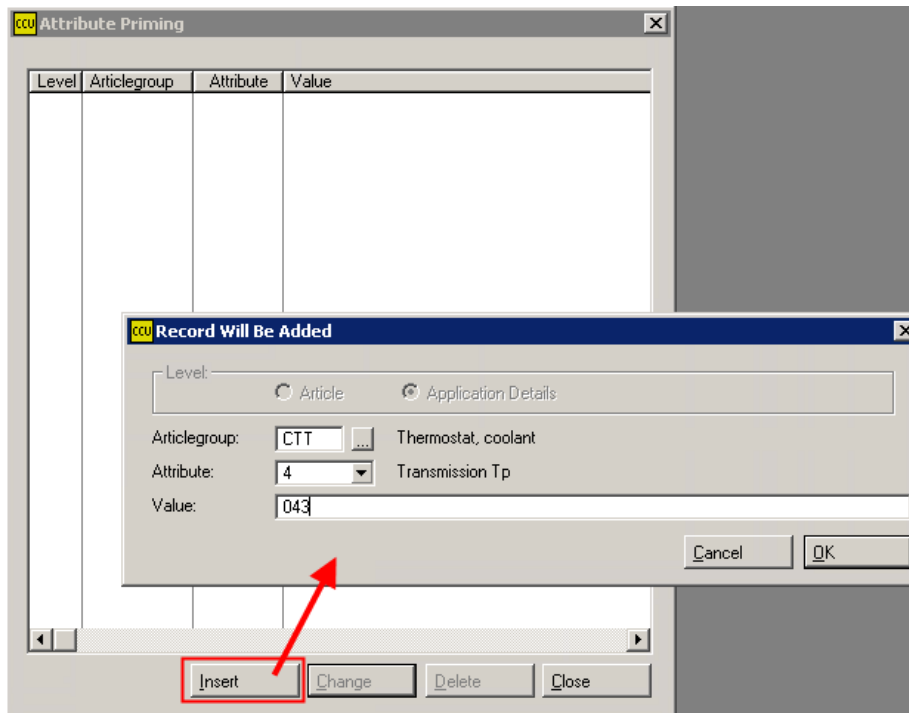 CCU Attribute Priming
Level Articlegroup Attribute Value
CCU Record Will Be Added
Level:
Article Application Details
Articlegroup: CTT ... Thermostat, coolant
Attribute: 4 Transmission Tp
Value: 043
Cancel OK
Insert Change Delete Close